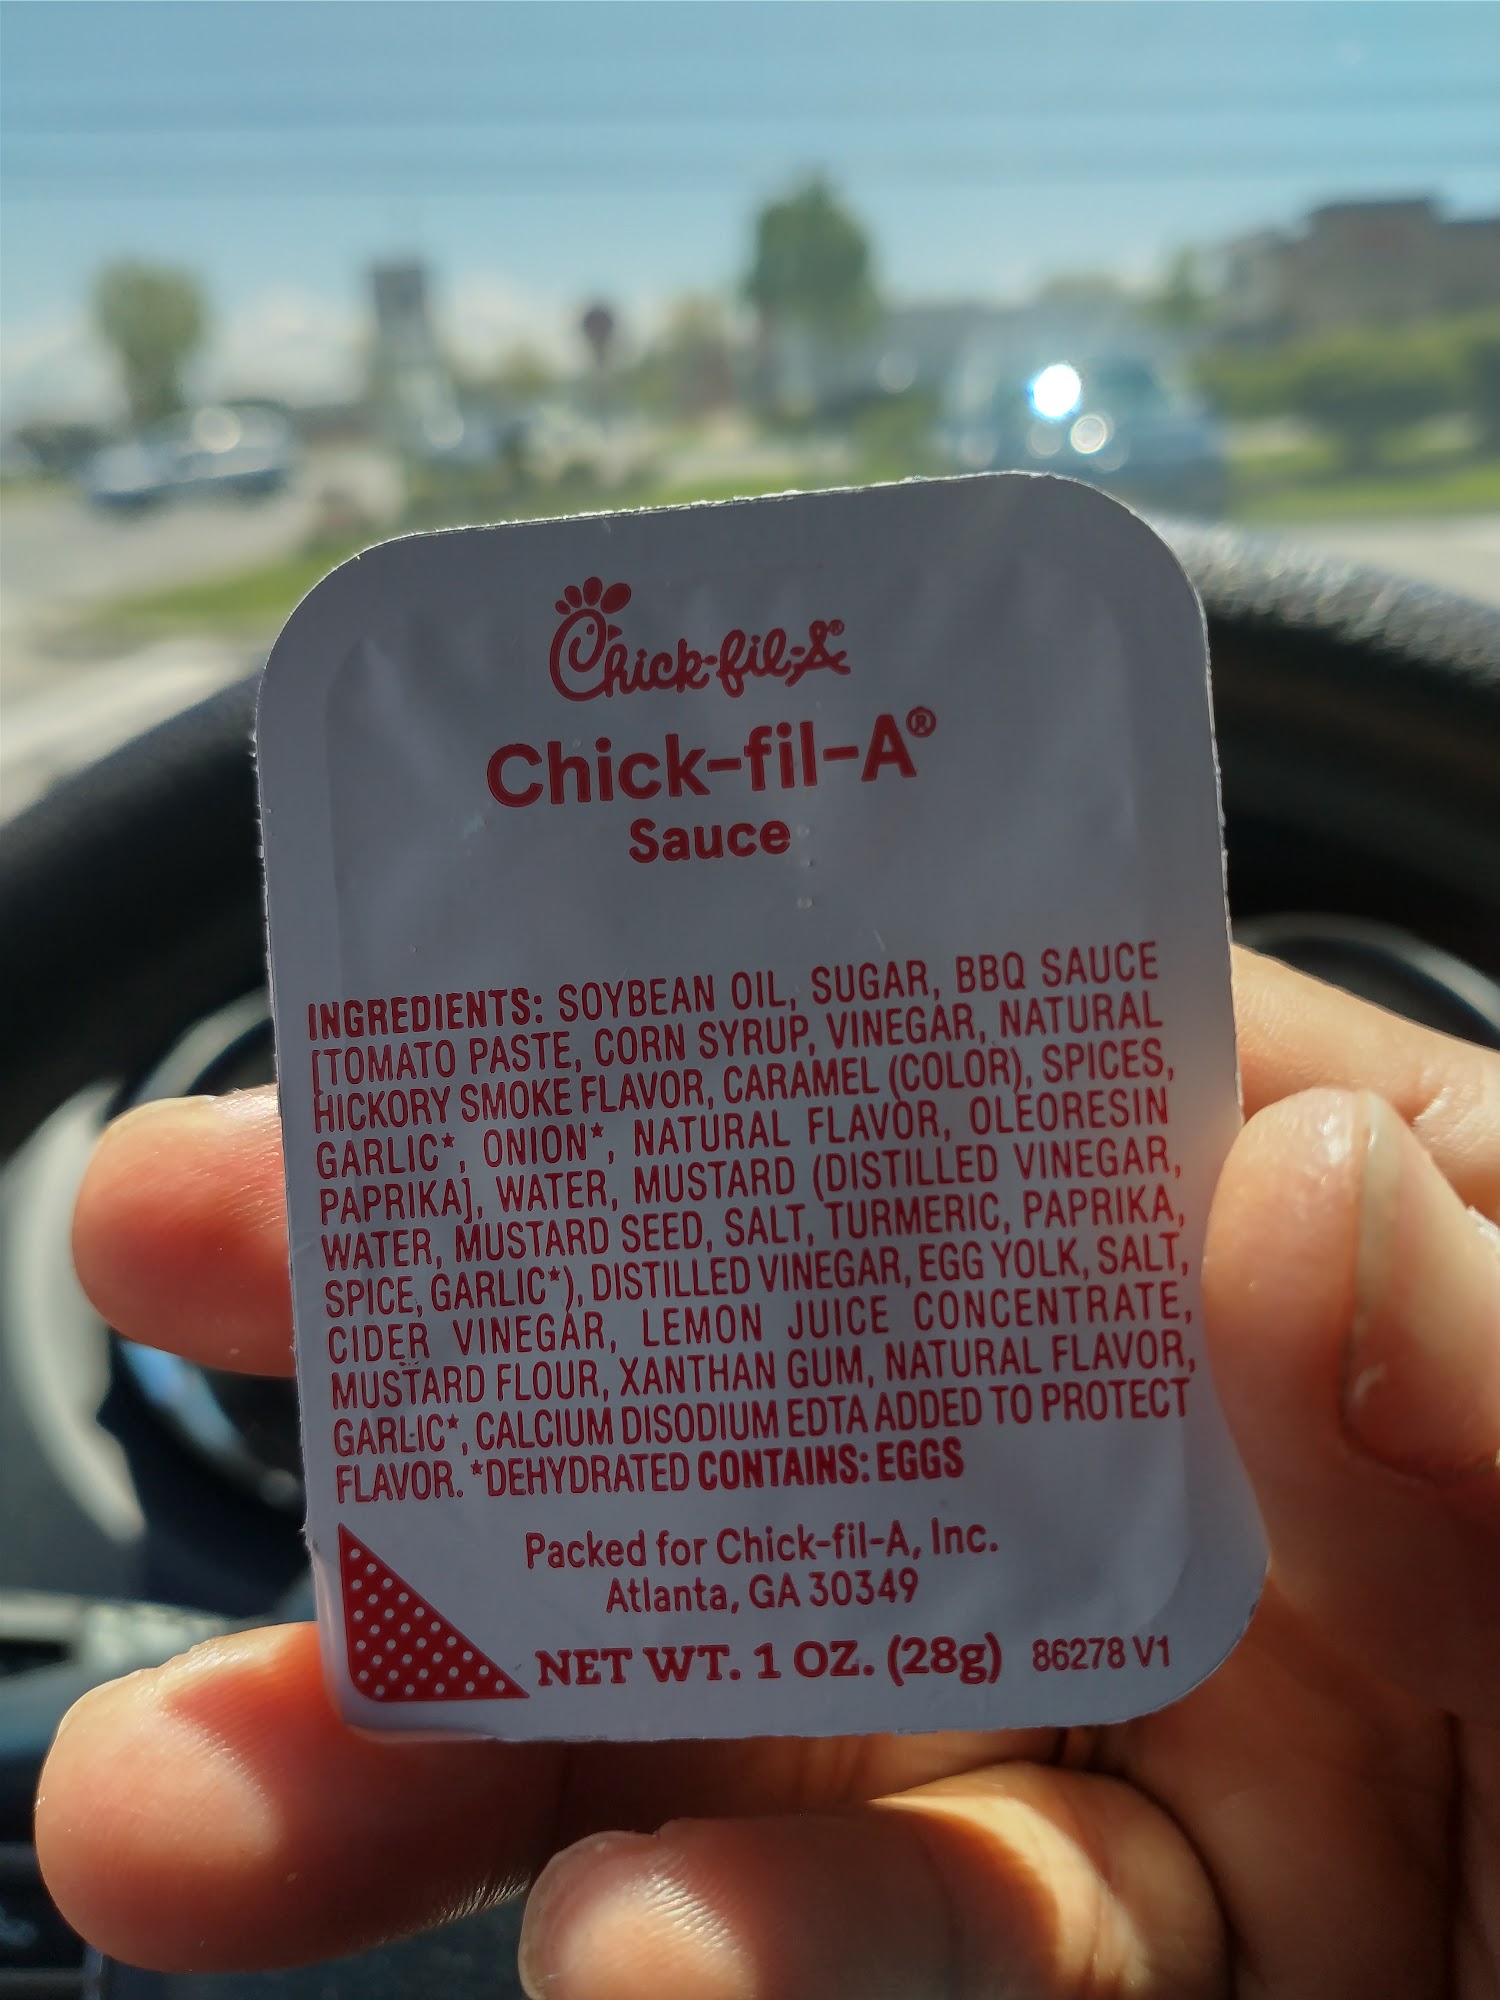 Chick-fil-A®
Chick-fil-A®
Sauce
INGREDIENTS: SOYBEAN OIL, SUGAR, BBQ SAUCE
[TOMATO PASTE, CORN SYRUP, VINEGAR, NATURAL
HICKORY SMOKE FLAVOR, CARAMEL (COLOR), SPICES,
GARLIC*, ONION*, NATURAL FLAVOR, OLEORESIN
PAPRIKA], WATER, MUSTARD (DISTILLED VINEGAR,
WATER, MUSTARD SEED, SALT, TURMERIC, PAPRIKA,
SPICE, GARLIC*), DISTILLED VINEGAR, EGG YOLK, SALT,
CIDER VINEGAR, LEMON JUICE CONCENTRATE,
MUSTARD FLOUR, XANTHAN GUM, NATURAL FLAVOR,
GARLIC*, CALCIUM DISODIUM EDTA ADDED TO PROTECT
FLAVOR. *DEHYDRATED CONTAINS: EGGS
Packed for Chick-fil-A, Inc.
Atlanta, GA 30349
NET WT. 1 OZ. (28g) 86278 V1